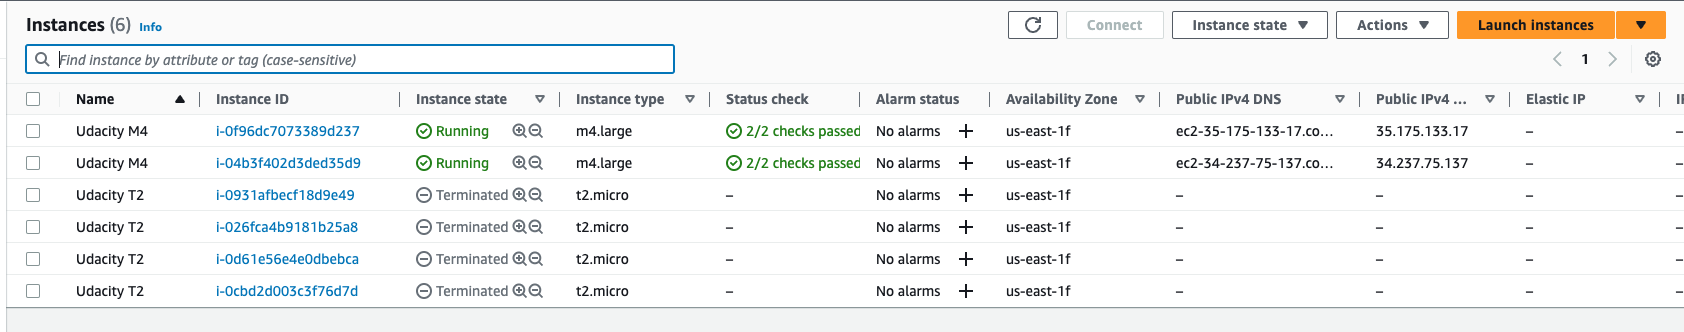 Instances (6) Info Connect Instance state Actions Launch instances
Find instance by attribute or tag (case-sensitive) 1
Name Instance ID Instance state Instance type Status check Alarm status Availability Zone Public IPv4 DNS Public IPv4 ... Elastic IP
Udacity M4 i-0f96dc7073389d237 Running m4.large 2/2 checks passed No alarms + us-east-1f ec2-35-175-133-17.co... 35.175.133.17 –
Udacity M4 i-04b3f402d3ded35d9 Running m4.large 2/2 checks passed No alarms + us-east-1f ec2-34-237-75-137.co... 34.237.75.137 –
Udacity T2 i-0931afbecf18d9e49 Terminated t2.micro – No alarms + us-east-1f – – –
Udacity T2 i-026fca4b9181b25a8 Terminated t2.micro – No alarms + us-east-1f – – –
Udacity T2 i-0d61e56e4e0dbebca Terminated t2.micro – No alarms + us-east-1f – – –
Udacity T2 i-0cbd2d003c3f76d7d Terminated t2.micro – No alarms + us-east-1f – – –